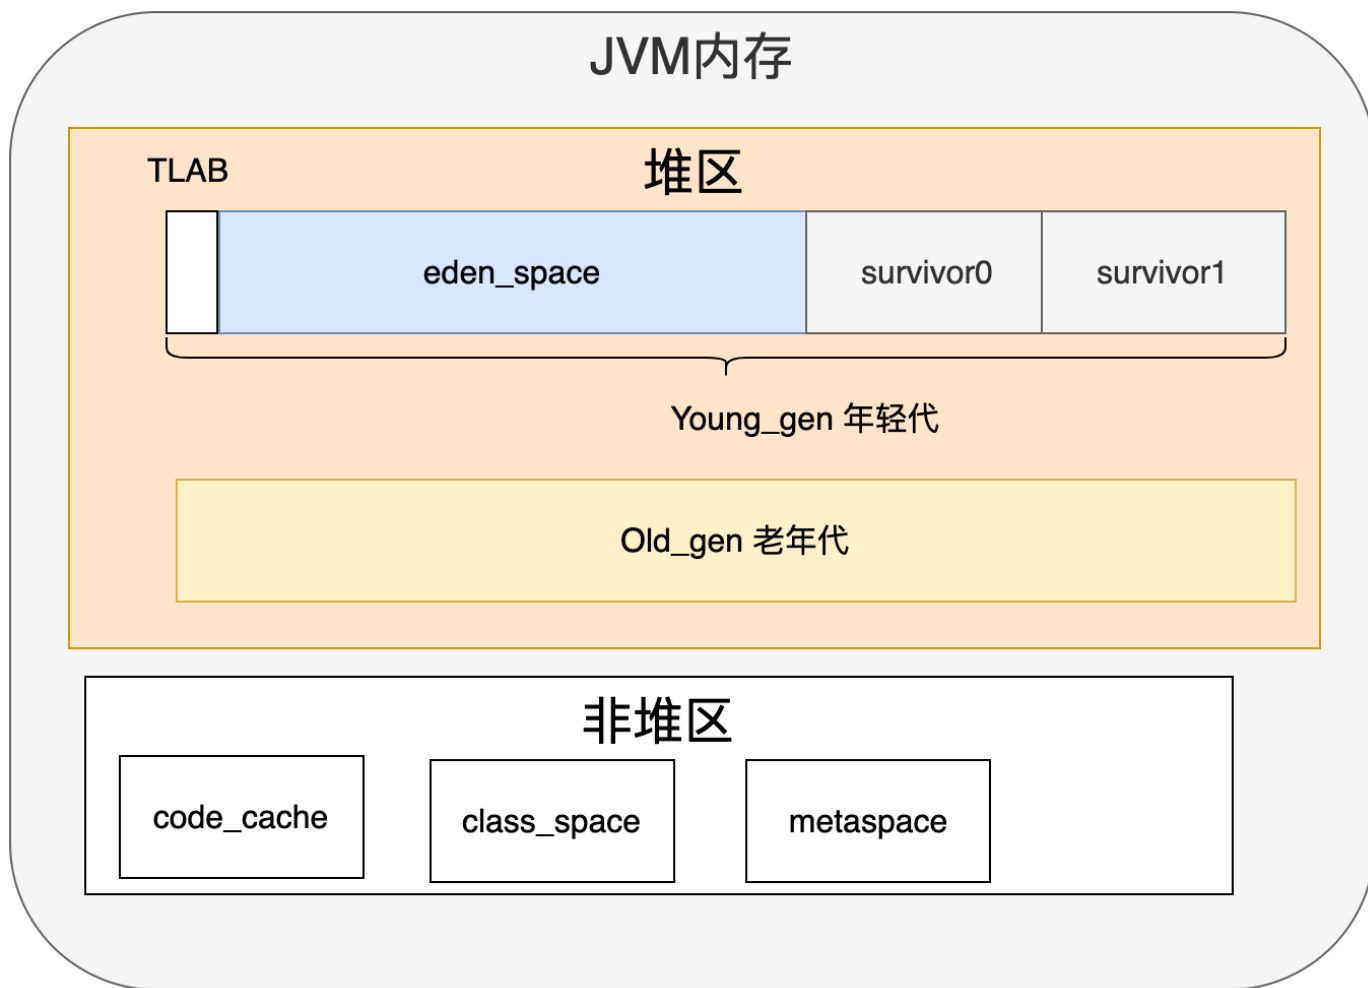 JVM内存
TLAB
堆区
eden_space
survivor0
survivor1
Young_gen 年轻代
Old_gen 老年代
非堆区
code_cache
class_space
metaspace